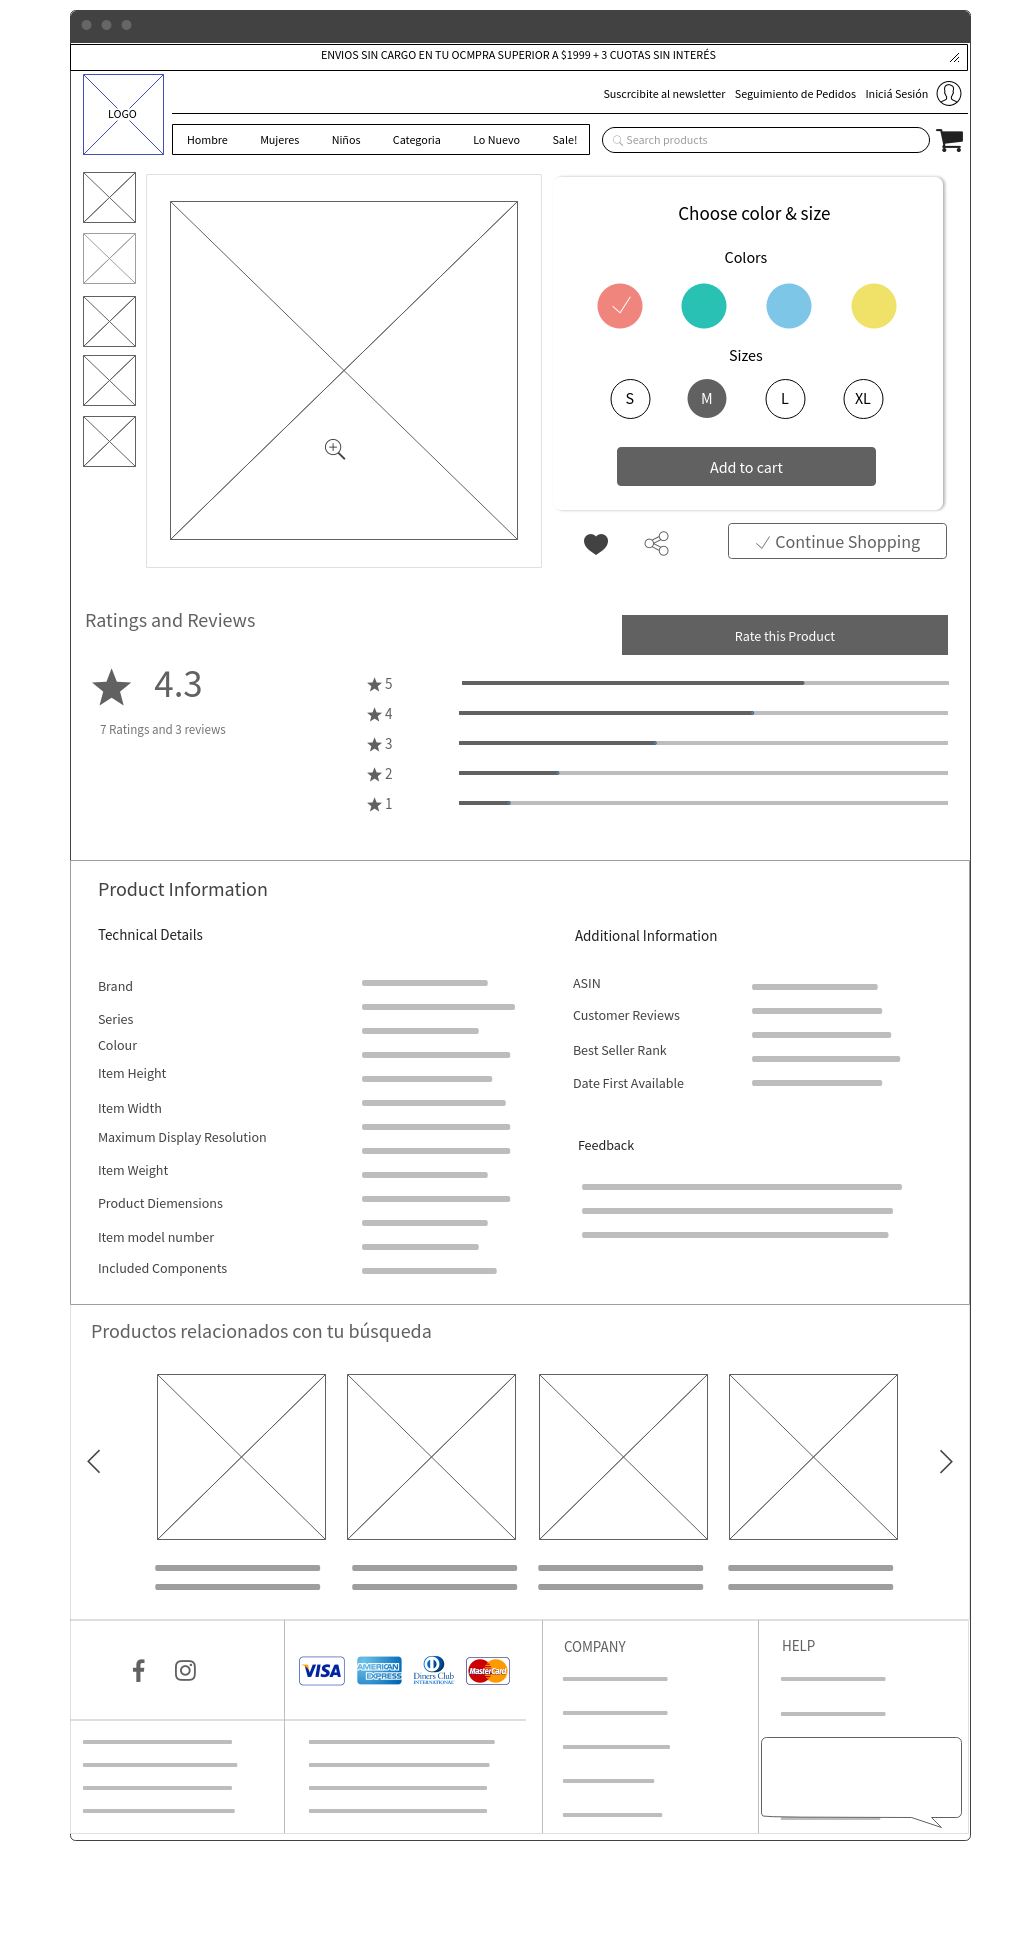 ENVIOS SIN CARGO EN TU OCMPRA SUPERIOR A $1999 + 3 CUOTAS SIN INTERÉS
LOGO
Suscrcibite al newsletter Seguimiento de Pedidos Iniciá Sesión
Hombre Mujeres Niños Categoria Lo Nuevo Sale!
Search products
Choose color & size
Colors
Sizes
S M L XL
Add to cart
Continue Shopping
Ratings and Reviews
Rate this Product
4.3
7 Ratings and 3 reviews
5
4
3
2
1
Product Information
Technical Details
Brand
Series
Colour
Item Height
Item Width
Maximum Display Resolution
Item Weight
Product Diemensions
Item model number
Included Components
Additional Information
ASIN
Customer Reviews
Best Seller Rank
Date First Available
Feedback
Productos relacionados con tu búsqueda
VISA
AMERICAN
EXPRESS
Diners Club
INTERNATIONAL
MasterCard
COMPANY
HELP